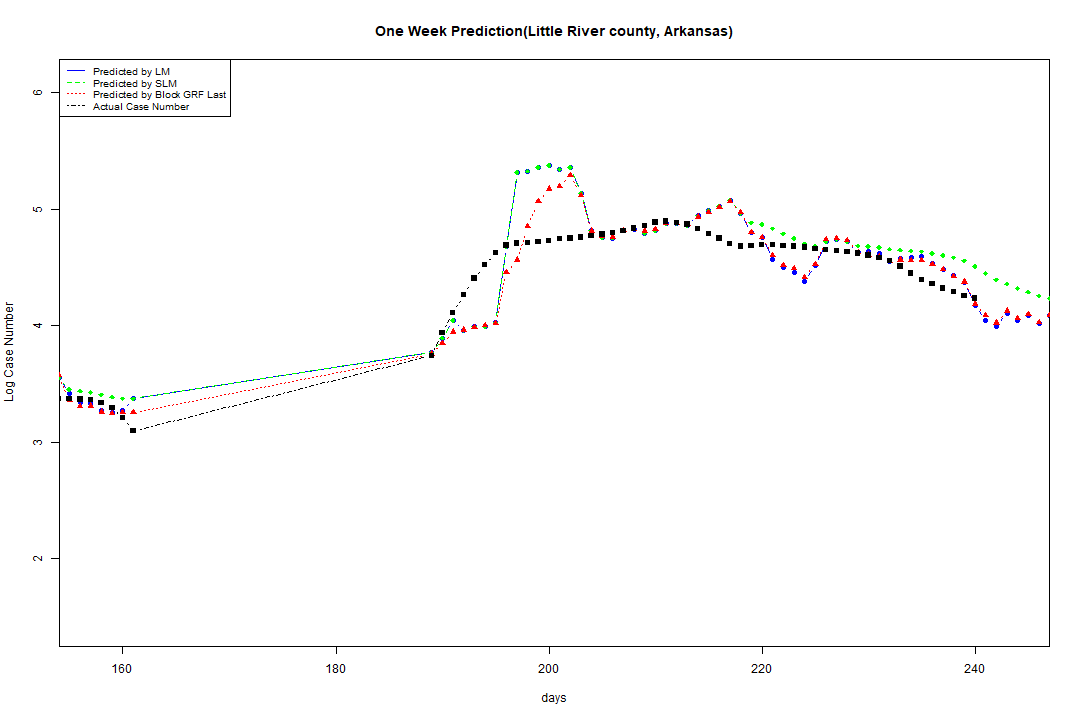 One Week Prediction(Little River county, Arkansas)
Predicted by LM
Predicted by SLM
Predicted by Block GRF Last
Actual Case Number
Log Case Number
6
5
4
3
2
160 180 200 220 240
days